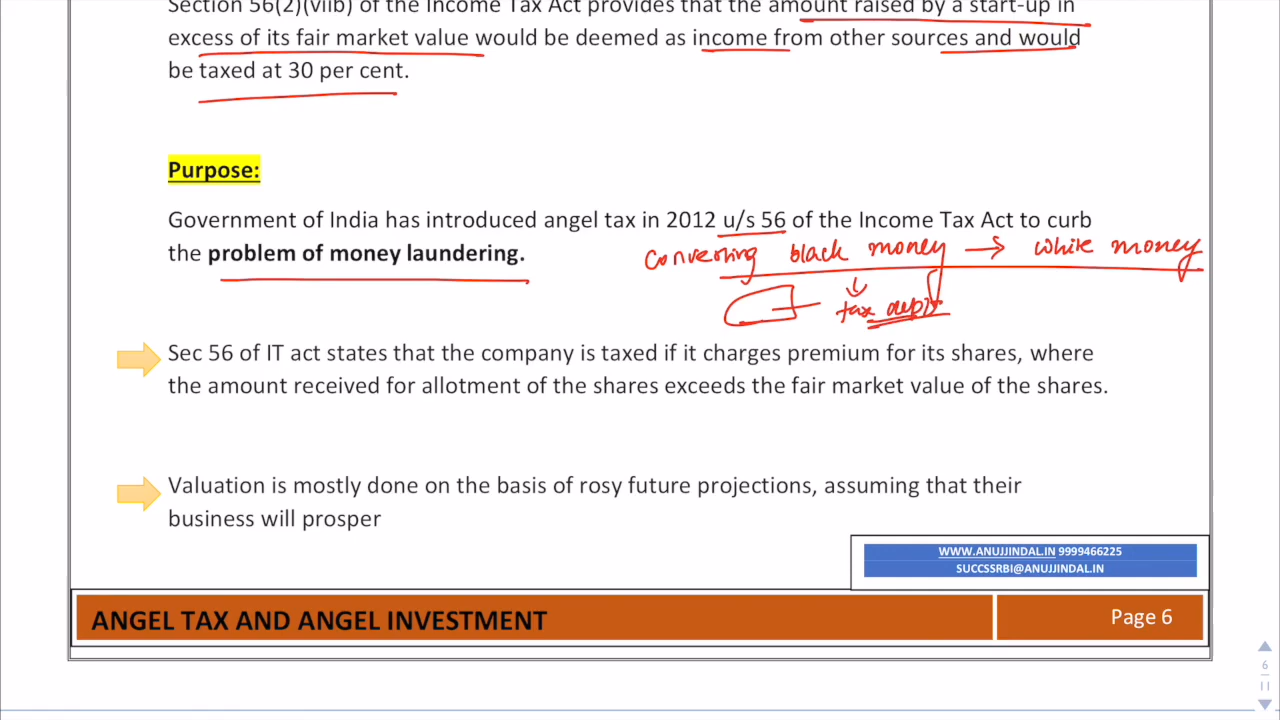 Section 56(2)(viib) of the Income Tax Act provides that the amount raised by a start-up in
excess of its fair market value would be deemed as income from other sources and would
be taxed at 30 per cent.
Purpose:
Government of India has introduced angel tax in 2012 u/s 56 of the Income Tax Act to curb
the problem of money laundering.
converting black money → white money
tax dept
Sec 56 of IT act states that the company is taxed if it charges premium for its shares, where
the amount received for allotment of the shares exceeds the fair market value of the shares.
Valuation is mostly done on the basis of rosy future projections, assuming that their
business will prosper
WWW.ANUJJINDAL.IN 9999466225
SUCCSSRBI@ANUJJINDAL.IN
ANGEL TAX AND ANGEL INVESTMENT
Page 6
6
11